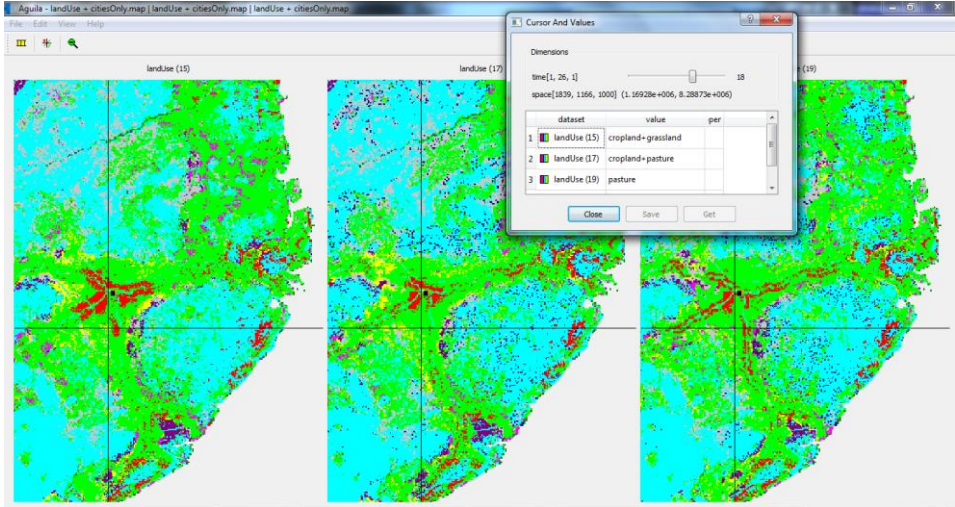 Aguila - landUse + citiesOnly.map | landUse + citiesOnly.map | landUse + citiesOnly.map
File Edit View Help
landUse (15)
landUse (17)
(19)
Cursor And Values
Dimensions
time[1, 26, 1] 18
space[1839, 1166, 1000] (1.16928e+006, 8.28873e+006)
dataset value per
1 landUse (15) cropland+grassland
2 landUse (17) cropland+pasture
3 landUse (19) pasture
Close Save Get